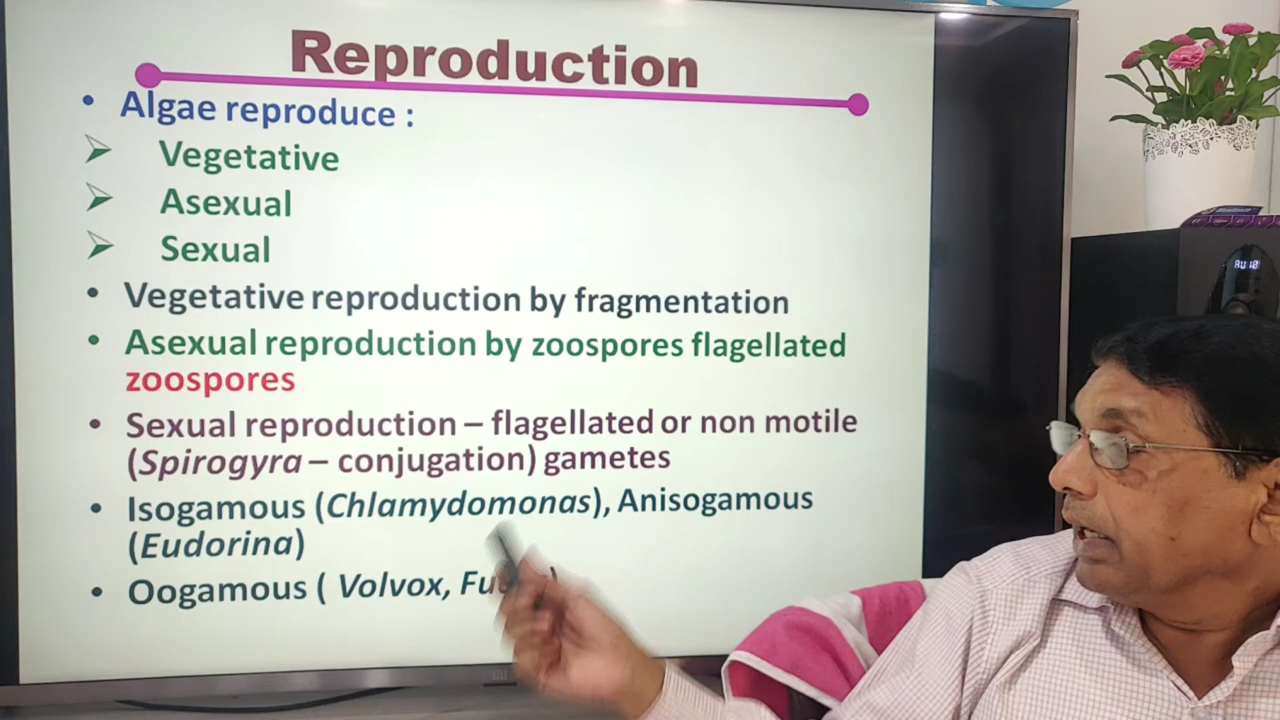 Reproduction
• Algae reproduce :
➢ Vegetative
➢ Asexual
➢ Sexual
• Vegetative reproduction by fragmentation
• Asexual reproduction by zoospores flagellated
zoospores
• Sexual reproduction – flagellated or non motile
(Spirogyra – conjugation) gametes
• Isogamous (Chlamydomonas), Anisogamous
(Eudorina)
• Oogamous ( Volvox,